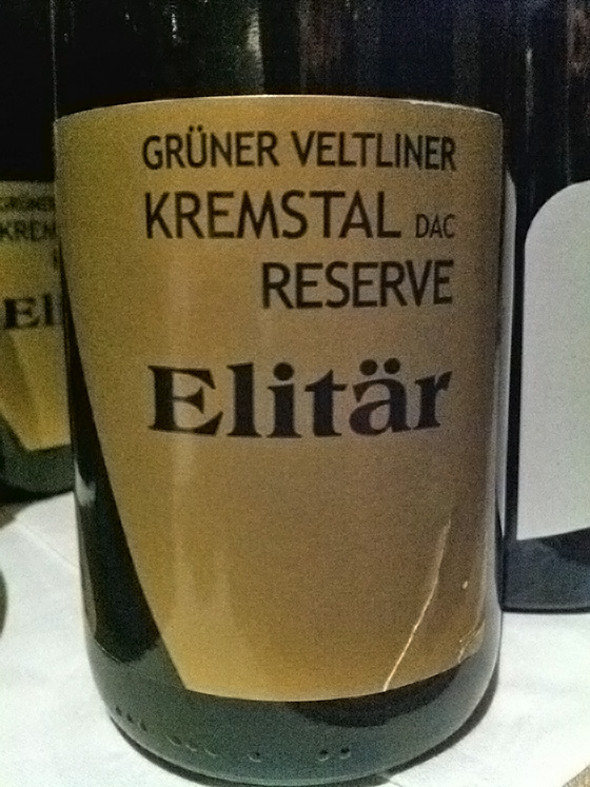 GRÜNER VELTLINER
KREMSTAL DAC
RESERVE
Elitär